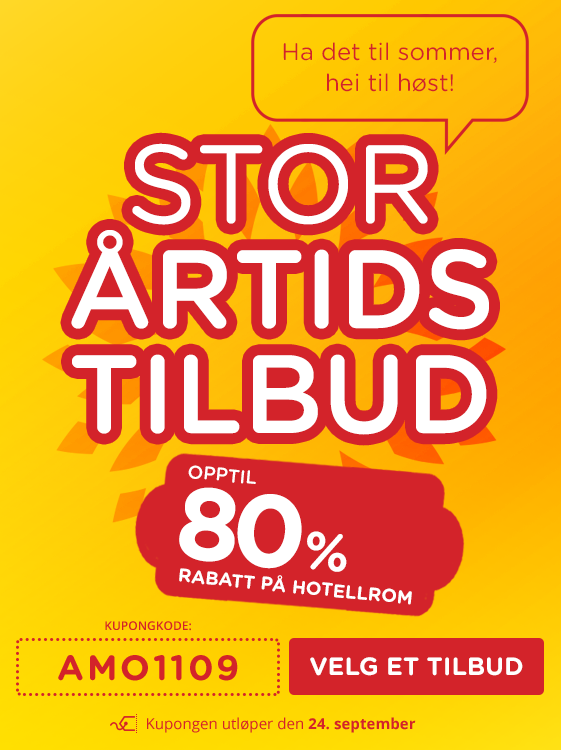 Ha det til sommer,
hei til høst!
STOR
ÅRTIDS
TILBUD
OPPTIL
80%
RABATT PÅ HOTELLROM
KUPONGKODE:
AMO1109
VELG ET TILBUD
Kupongen utløper den 24. september